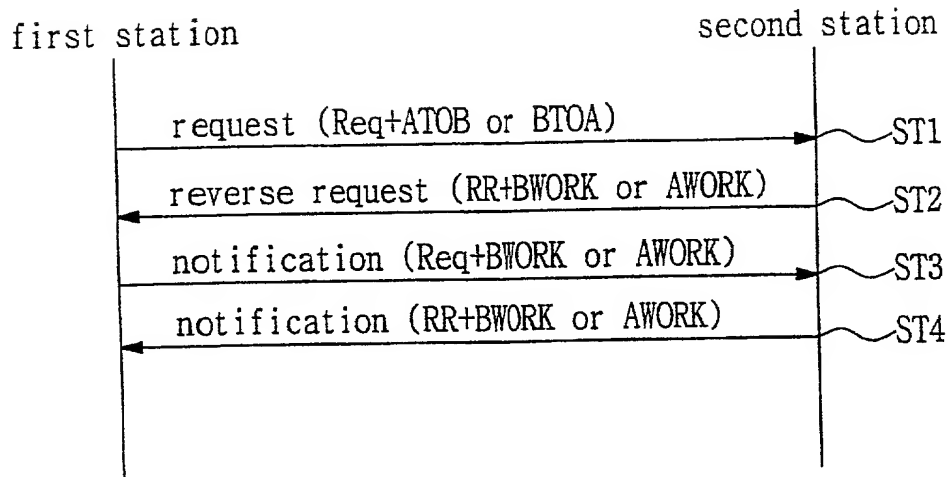 first station
second station
request (Req+ATOB or BTOA)
ST1
reverse request (RR+BWORK or AWORK)
ST2
notification (Req+BWORK or AWORK)
ST3
notification (RR+BWORK or AWORK)
ST4